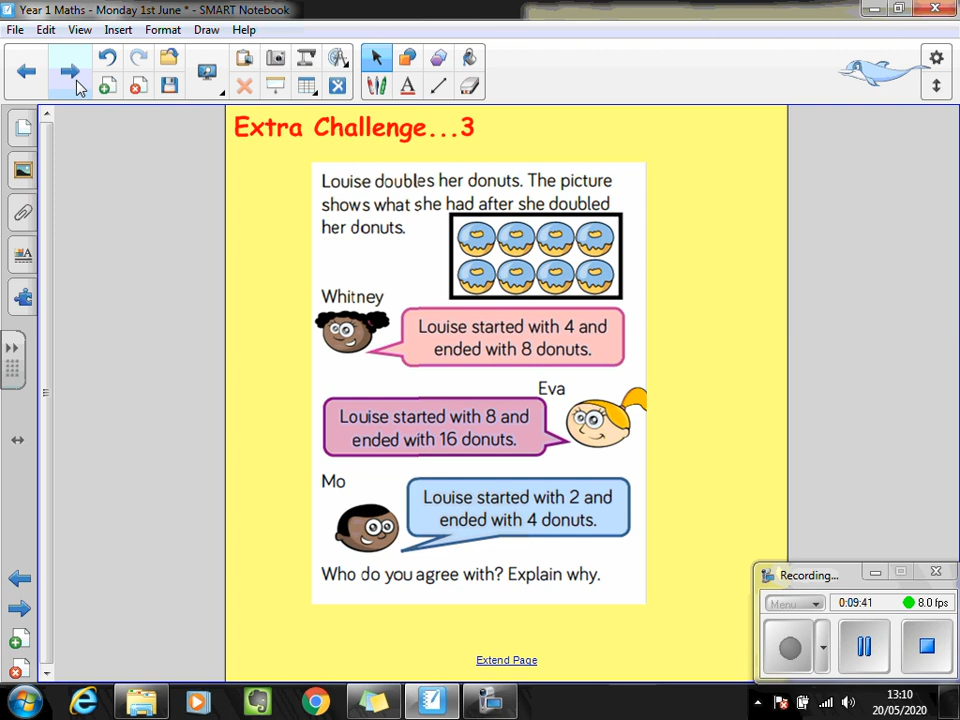 Year 1 Maths - Monday 1st June * - SMART Notebook
File Edit View Insert Format Draw Help
Extra Challenge...3
Louise doubles her donuts. The picture
shows what she had after she doubled
her donuts.
Whitney
Louise started with 4 and
ended with 8 donuts.
Eva
Louise started with 8 and
ended with 16 donuts.
Mo
Louise started with 2 and
ended with 4 donuts.
Who do you agree with? Explain why.
Extend Page
Recording...
Menu 0:09:41 8.0 fps
13:10
20/05/2020